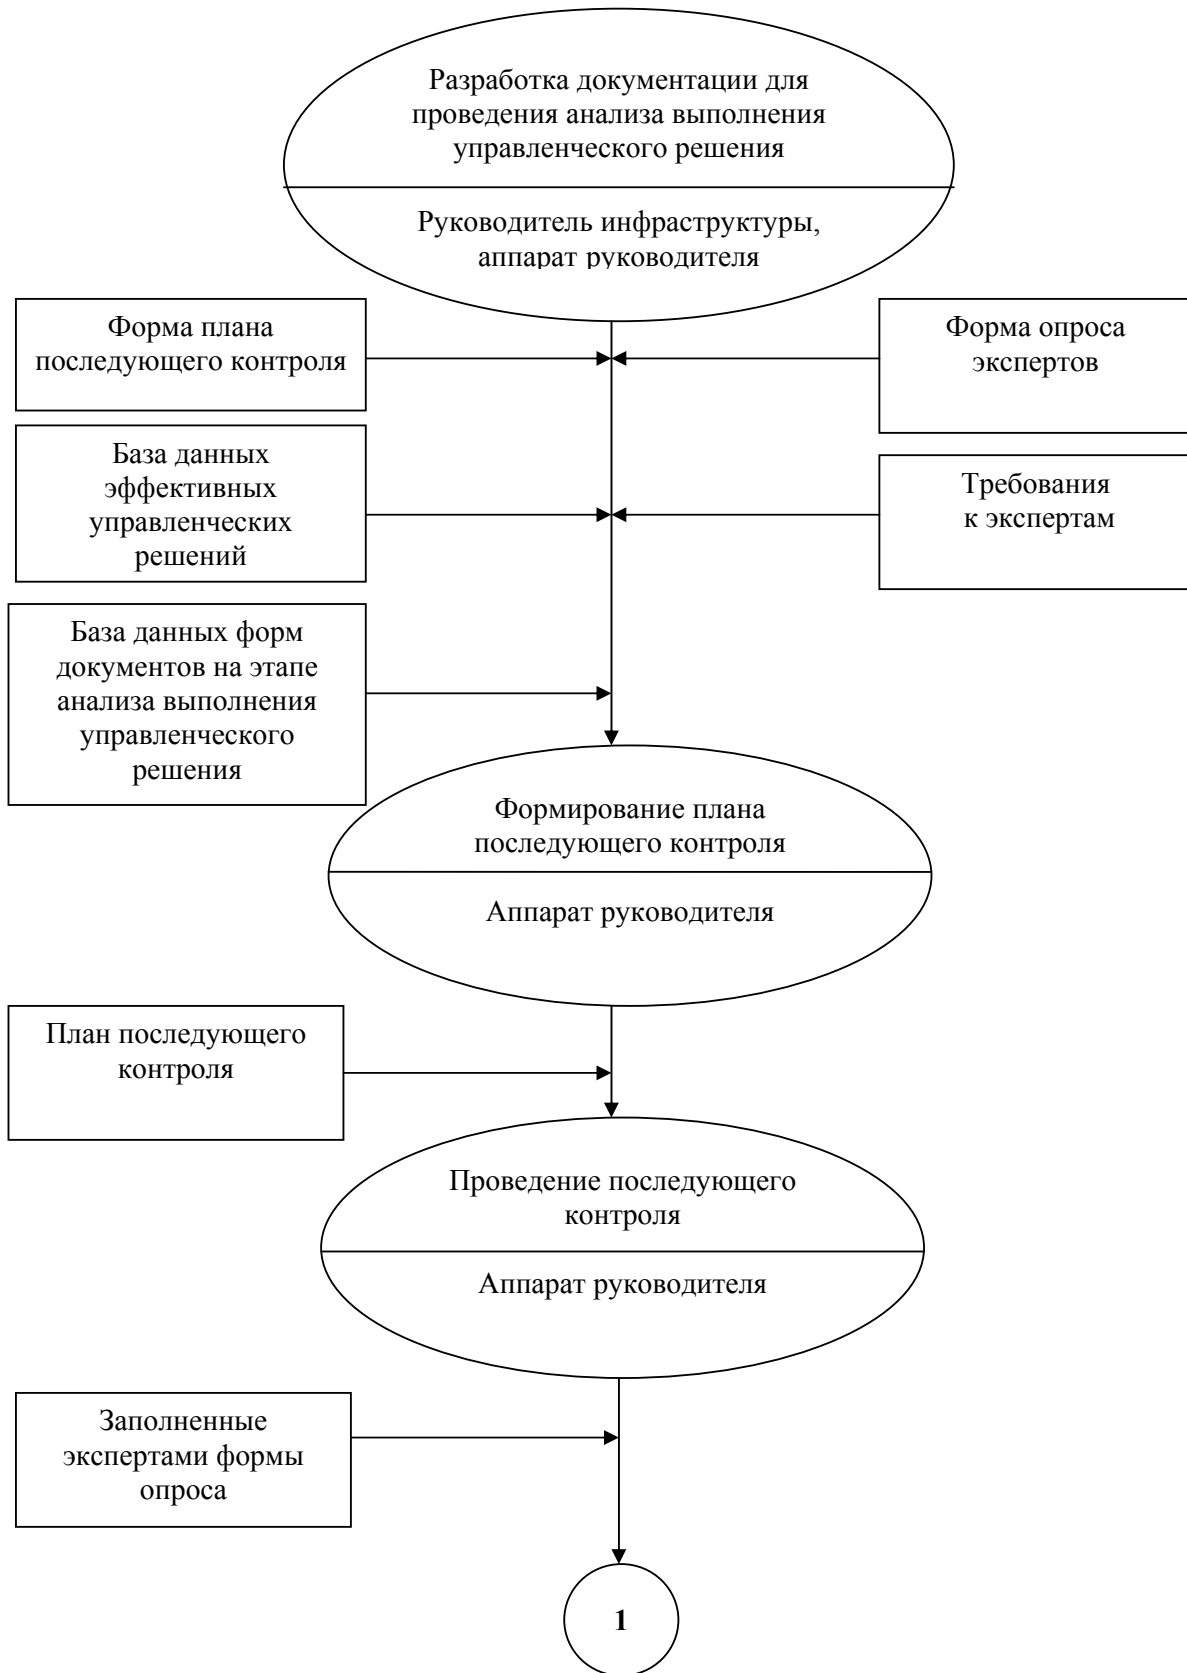 Разработка документации для
проведения анализа выполнения
управленческого решения
Руководитель инфраструктуры,
аппарат руководителя
Форма плана
последующего контроля
Форма опроса
экспертов
База данных
эффективных
управленческих
решений
Требования
к экспертам
База данных форм
документов на этапе
анализа выполнения
управленческого
решения
Формирование плана
последующего контроля
Аппарат руководителя
План последующего
контроля
Проведение последующего
контроля
Аппарат руководителя
Заполненные
экспертами формы
опроса
1